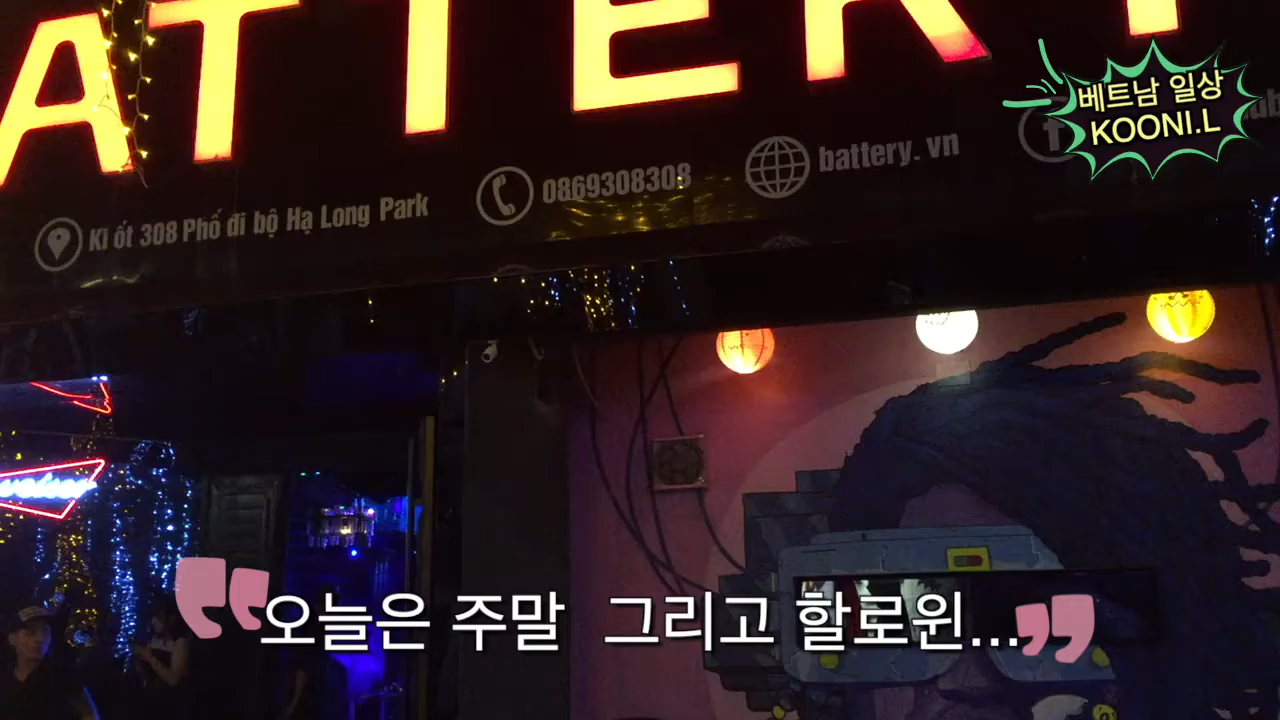 ATTERY
베트남 일상
KOONI.L
Ki ốt 308 Phố đi bộ Hạ Long Park
0869308308
battery. vn
오늘은 주말 그리고 할로윈...